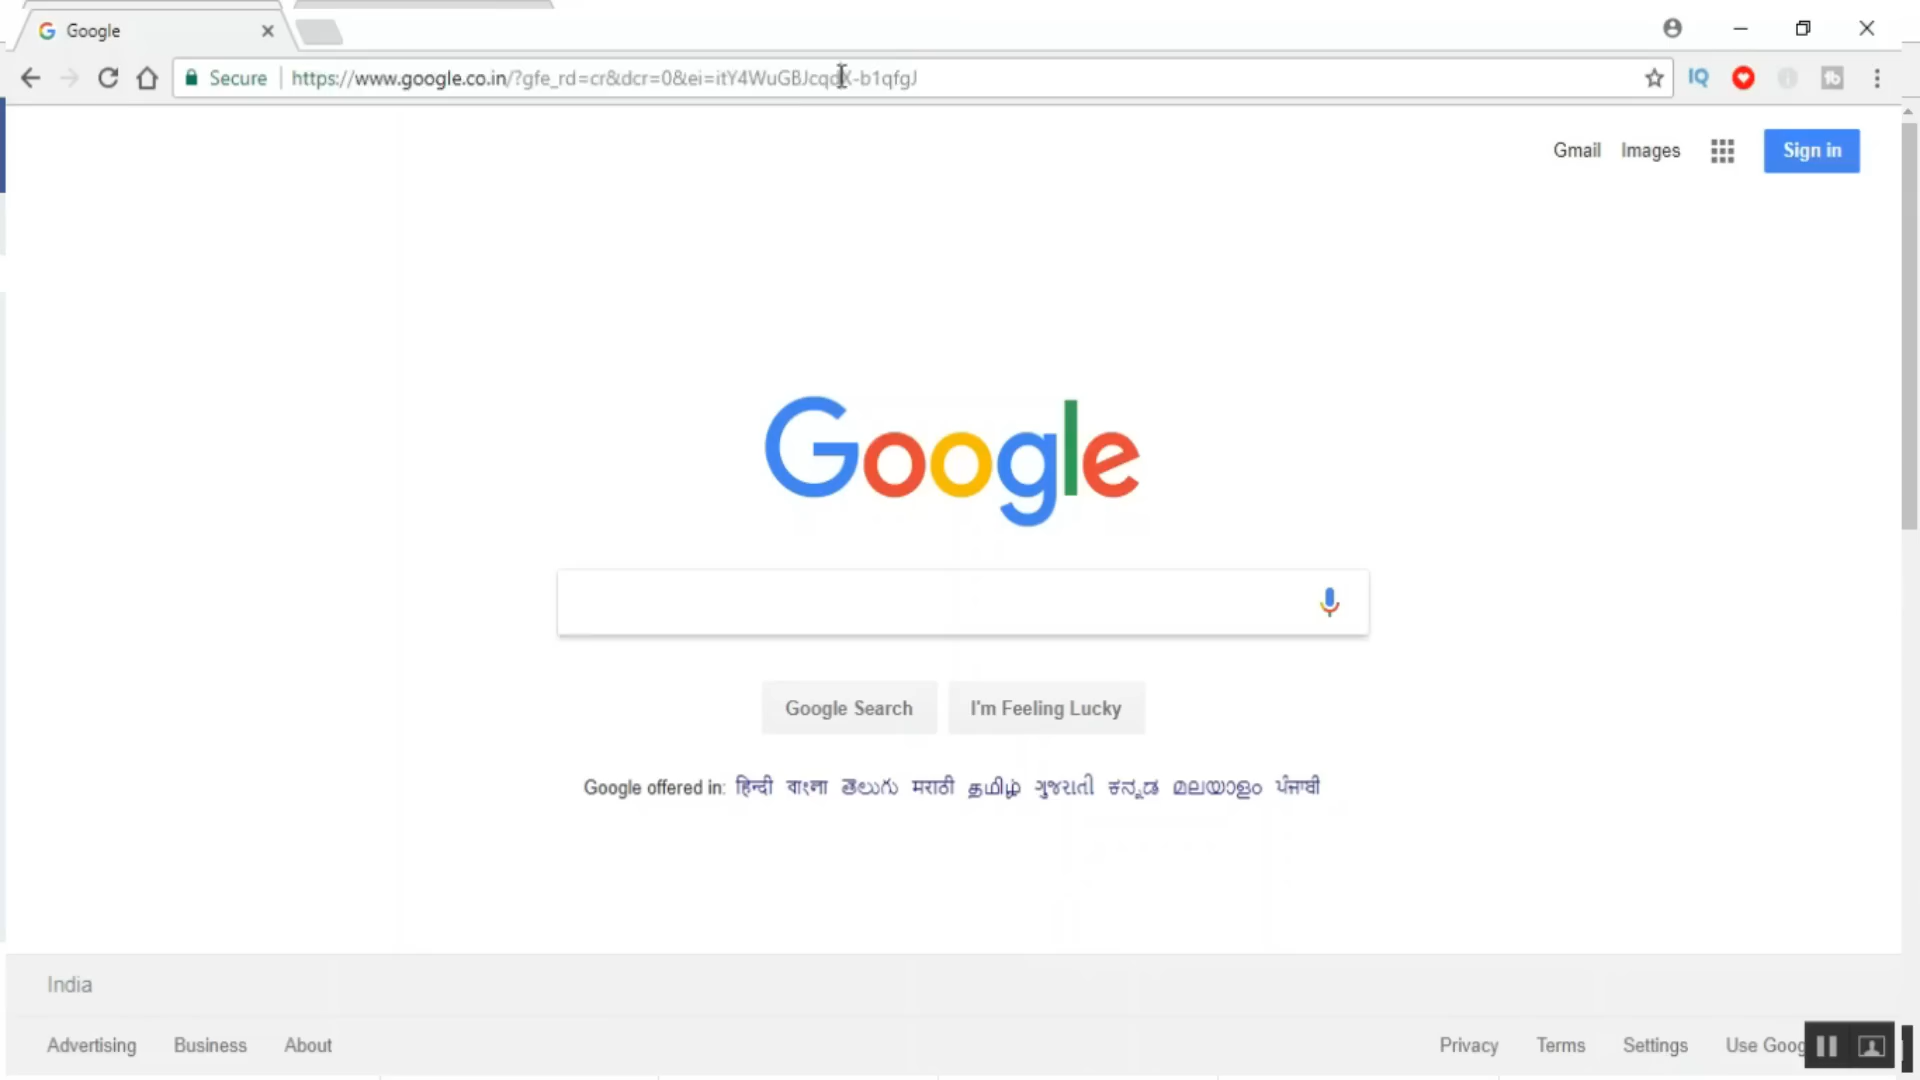 Google
Secure https://www.google.co.in/?gfe_rd=cr&dcr=0&ei=itY4WuGBJcqdX-b1qfgJ
IQ
tb
Gmail Images Sign in
Google
Google Search I'm Feeling Lucky
Google offered in: हिन्दी বাংলা తెలుగు मराठी தமிழ் ગુજરાતી ಕನ್ನಡ മലയാളം ਪੰਜਾਬੀ
India
Advertising Business About Privacy Terms Settings Use Goog